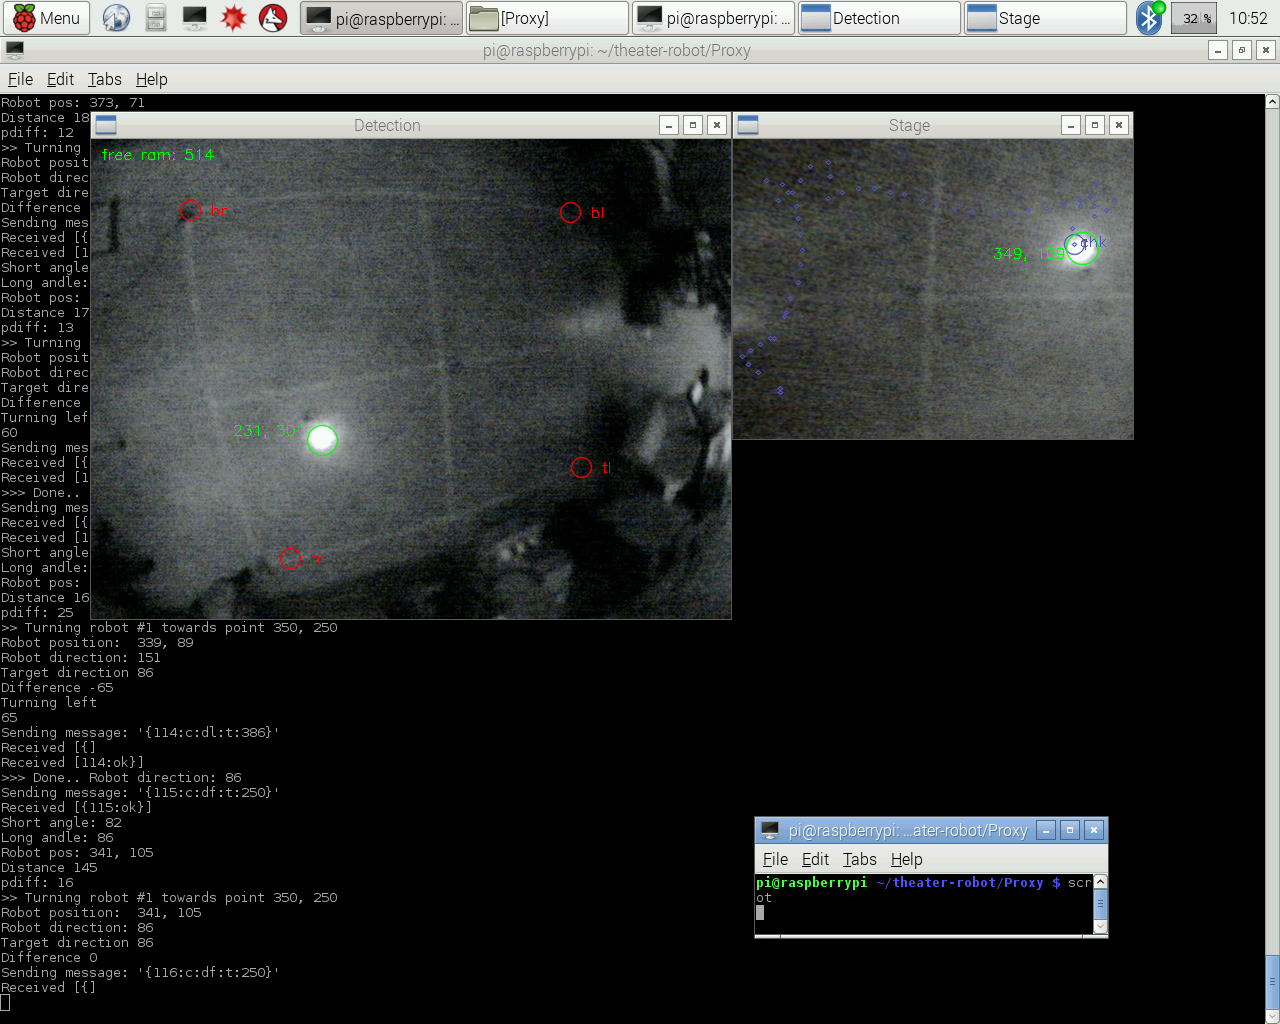 Menu
pi@raspberrypi: ...
[Proxy]
pi@raspberrypi: ...
Detection
Stage
32 %
10:52
pi@raspberrypi: ~/theater-robot/Proxy
File Edit Tabs Help
Robot pos: 373, 71
Distance 18
pdiff: 12
>> Turning
Robot posit
Robot direc
Target dire
Difference
Sending mes
Received [{
Received [1
Short angle
Long angle:
Robot pos:
Distance 17
pdiff: 13
>> Turning
Robot posit
Robot direc
Target dire
Difference
Turning lef
60
Sending mes
Received [{
Received [1
>>> Done..
Sending mes
Received [{
Received [1
Short angle
Long angle:
Robot pos:
Distance 16
pdiff: 25
>> Turning robot #1 towards point 350, 250
Robot position:  339, 89
Robot direction: 151
Target direction 86
Difference -65
Turning left
65
Sending message: '{114:c:dl:t:386}'
Received [{]
Received [114:ok}]
>>> Done.. Robot direction: 86
Sending message: '{115:c:df:t:250}'
Received [{115:ok}]
Short angle: 82
Long angle: 86
Robot pos: 341, 105
Distance 145
pdiff: 16
>> Turning robot #1 towards point 350, 250
Robot position:  341, 105
Robot direction: 86
Target direction 86
Difference 0
Sending message: '{116:c:df:t:250}'
Received [{]
Detection
free ram: 514
br
bl
231, 30
tl
Stage
chk
349, 109
pi@raspberrypi: ...ater-robot/Proxy
File Edit Tabs Help
pi@raspberrypi ~/theater-robot/Proxy $ scr
ot